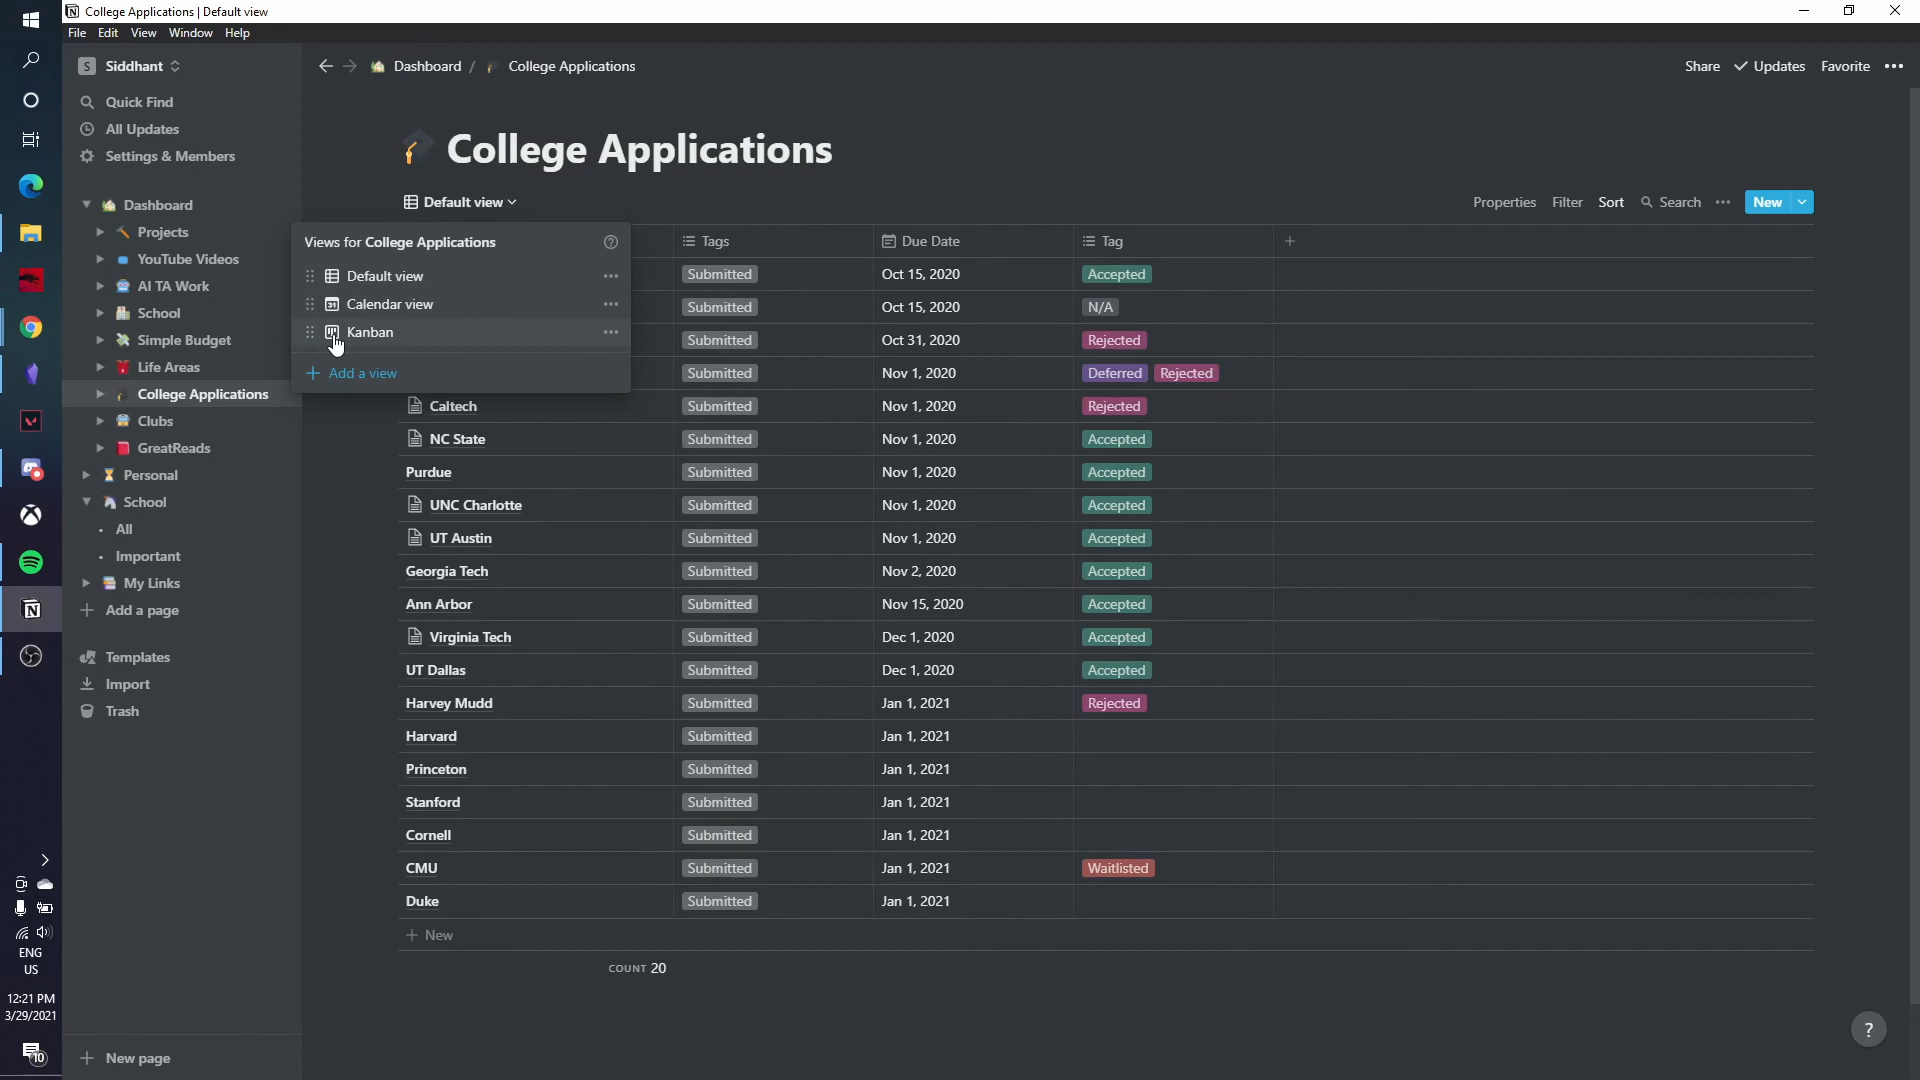 College Applications | Default view
File Edit View Window Help
S Siddhant
Dashboard / College Applications
Share Updates Favorite •••
Quick Find
All Updates
Settings & Members
Dashboard
Projects
YouTube Videos
AI TA Work
School
Simple Budget
Life Areas
College Applications
Clubs
GreatReads
Personal
School
All
Important
My Links
+ Add a page
Templates
Import
Trash
+ New page
College Applications
Default view
Properties Filter Sort Search ••• New
Views for College Applications
Default view
Calendar view
Kanban
+ Add a view
Tags Due Date Tag +
Submitted Oct 15, 2020 Accepted
Submitted Oct 15, 2020 N/A
Submitted Oct 31, 2020 Rejected
Submitted Nov 1, 2020 Deferred Rejected
Caltech Submitted Nov 1, 2020 Rejected
NC State Submitted Nov 1, 2020 Accepted
Purdue Submitted Nov 1, 2020 Accepted
UNC Charlotte Submitted Nov 1, 2020 Accepted
UT Austin Submitted Nov 1, 2020 Accepted
Georgia Tech Submitted Nov 2, 2020 Accepted
Ann Arbor Submitted Nov 15, 2020 Accepted
Virginia Tech Submitted Dec 1, 2020 Accepted
UT Dallas Submitted Dec 1, 2020 Accepted
Harvey Mudd Submitted Jan 1, 2021 Rejected
Harvard Submitted Jan 1, 2021
Princeton Submitted Jan 1, 2021
Stanford Submitted Jan 1, 2021
Cornell Submitted Jan 1, 2021
CMU Submitted Jan 1, 2021 Waitlisted
Duke Submitted Jan 1, 2021
+ New
COUNT 20
?
ENG
US
12:21 PM
3/29/2021
10